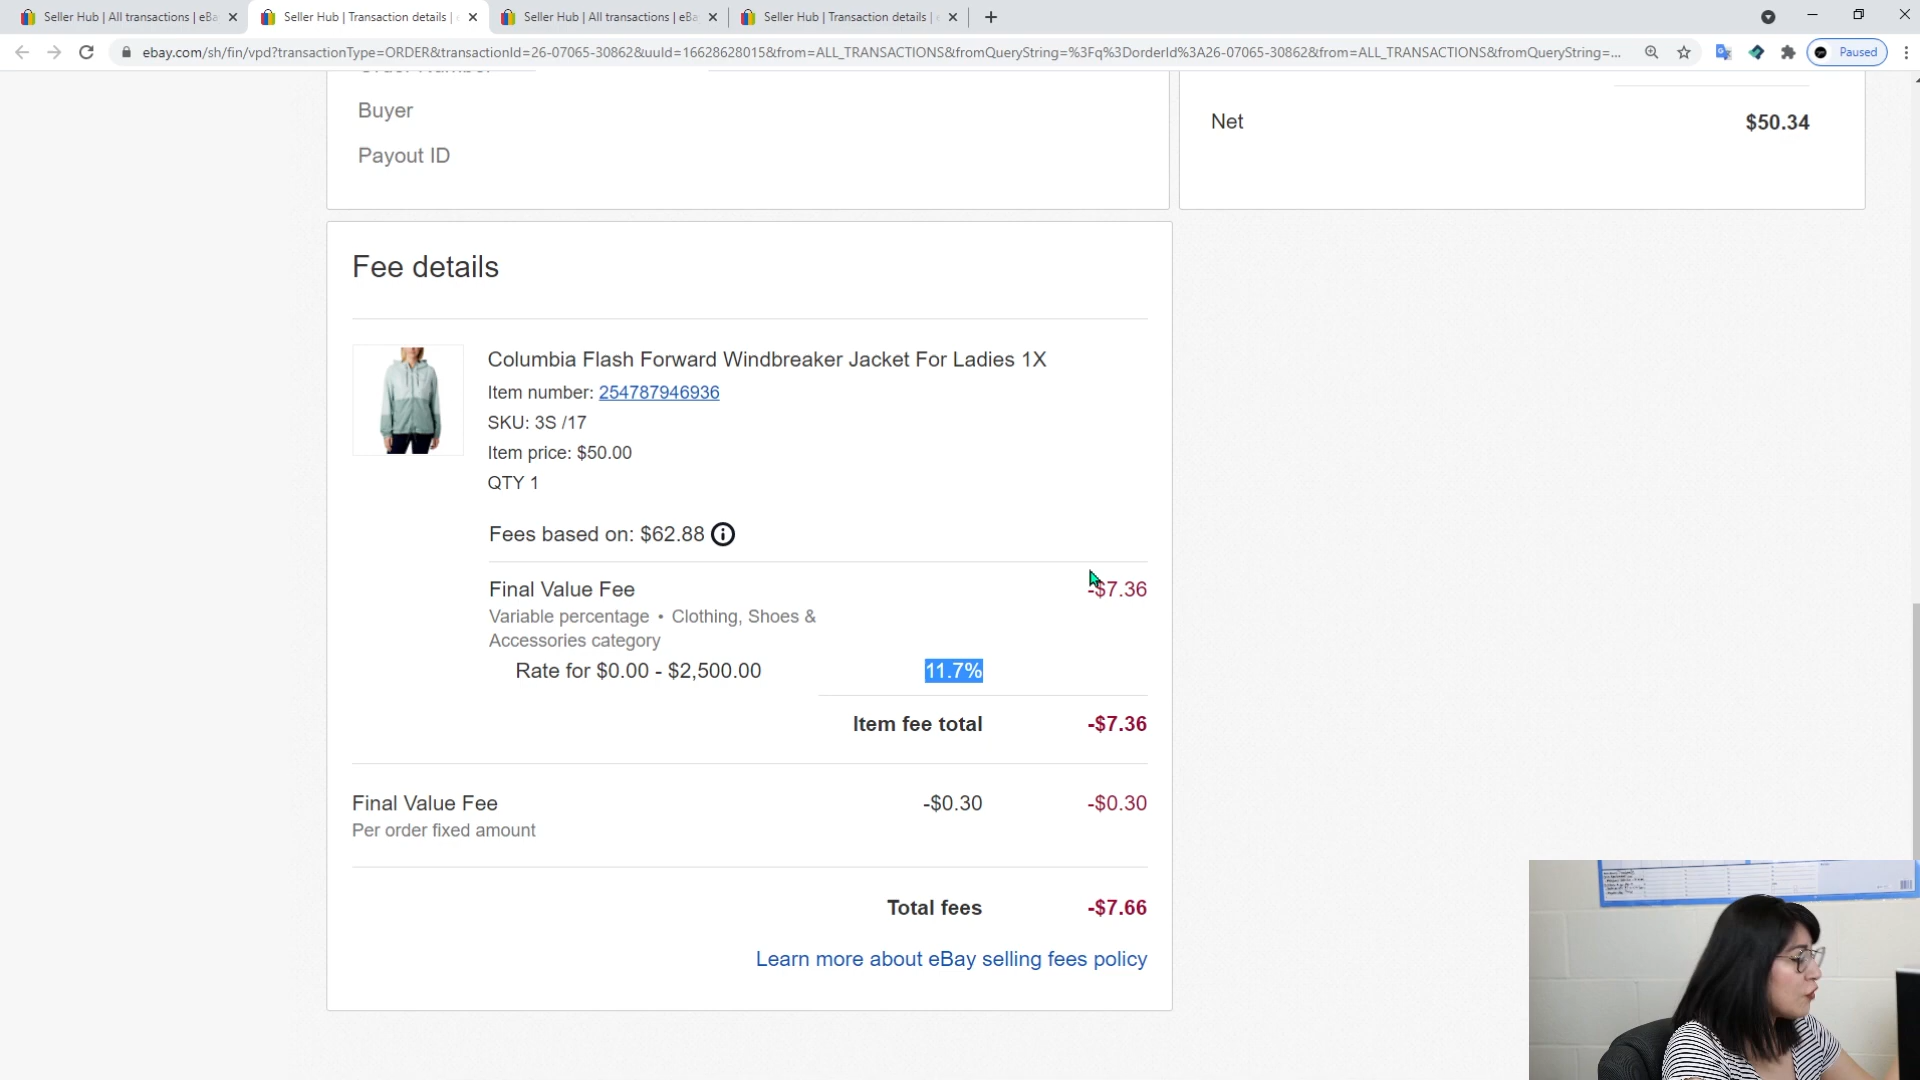 Seller Hub | All transactions | eBa
Seller Hub | Transaction details |
Seller Hub | All transactions | eBa
Seller Hub | Transaction details |
ebay.com/sh/fin/vpd?transactionType=ORDER&transactionId=26-07065-30862&uuId=16628628015&from=ALL_TRANSACTIONS&fromQueryString=%3Fq%3DorderId%3A26-07065-30862&from=ALL_TRANSACTIONS&fromQueryString=...
Paused
Order Number
Buyer
Payout ID
Net $50.34
Fee details
Columbia Flash Forward Windbreaker Jacket For Ladies 1X
Item number: 254787946936
SKU: 3S /17
Item price: $50.00
QTY 1
Fees based on: $62.88
Final Value Fee -$7.36
Variable percentage • Clothing, Shoes &
Accessories category
Rate for $0.00 - $2,500.00 11.7%
Item fee total -$7.36
Final Value Fee -$0.30 -$0.30
Per order fixed amount
Total fees -$7.66
Learn more about eBay selling fees policy